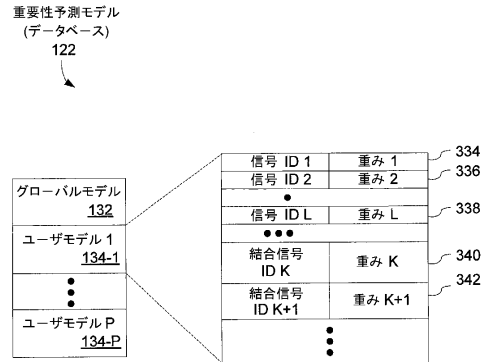 重要性予測モデル
(データベース)
122
グローバルモデル
132
ユーザモデル 1
134-1
ユーザモデル P
134-P
信号 ID 1 重み 1 334
信号 ID 2 重み 2 336
信号 ID L 重み L 338
結合信号
ID K
重み K
340
結合信号
ID K+1
重み K+1
342